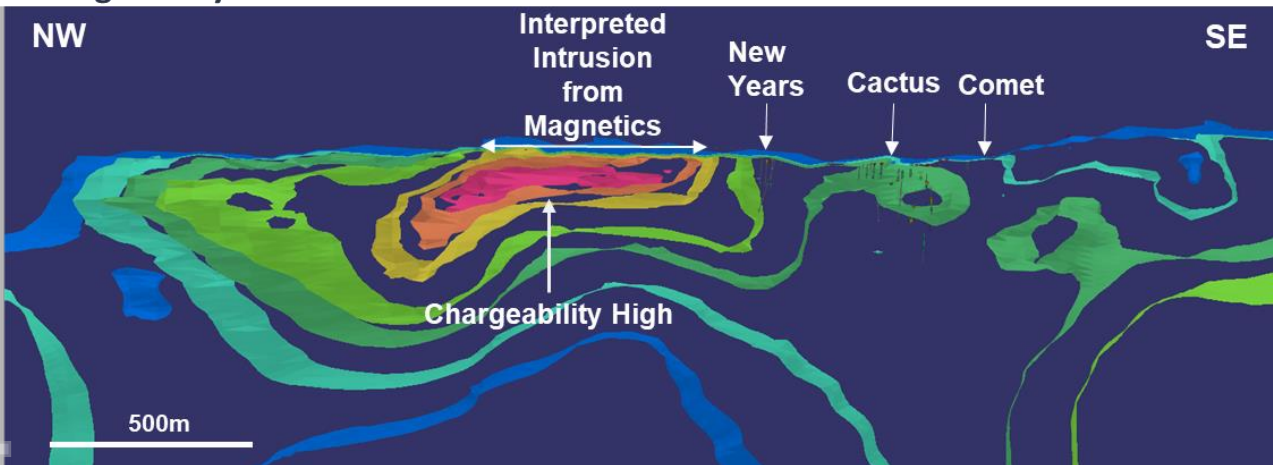 NW
Interpreted
Intrusion
from
Magnetics
New
Years
Cactus
Comet
SE
Chargeability High
500m